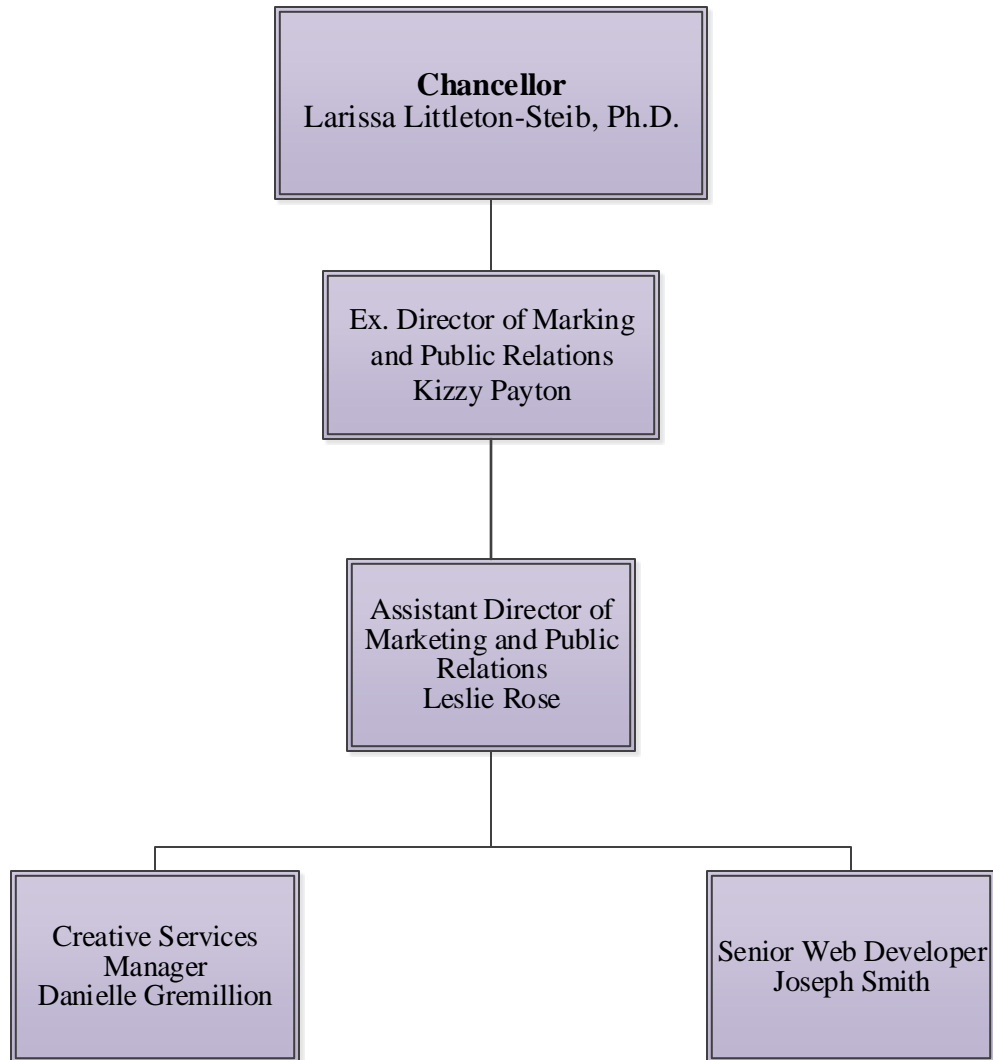 Chancellor
Larissa Littleton-Steib, Ph.D.
Ex. Director of Marking
and Public Relations
Kizzy Payton
Assistant Director of
Marketing and Public
Relations
Leslie Rose
Creative Services
Manager
Danielle Gremillion
Senior Web Developer
Joseph Smith